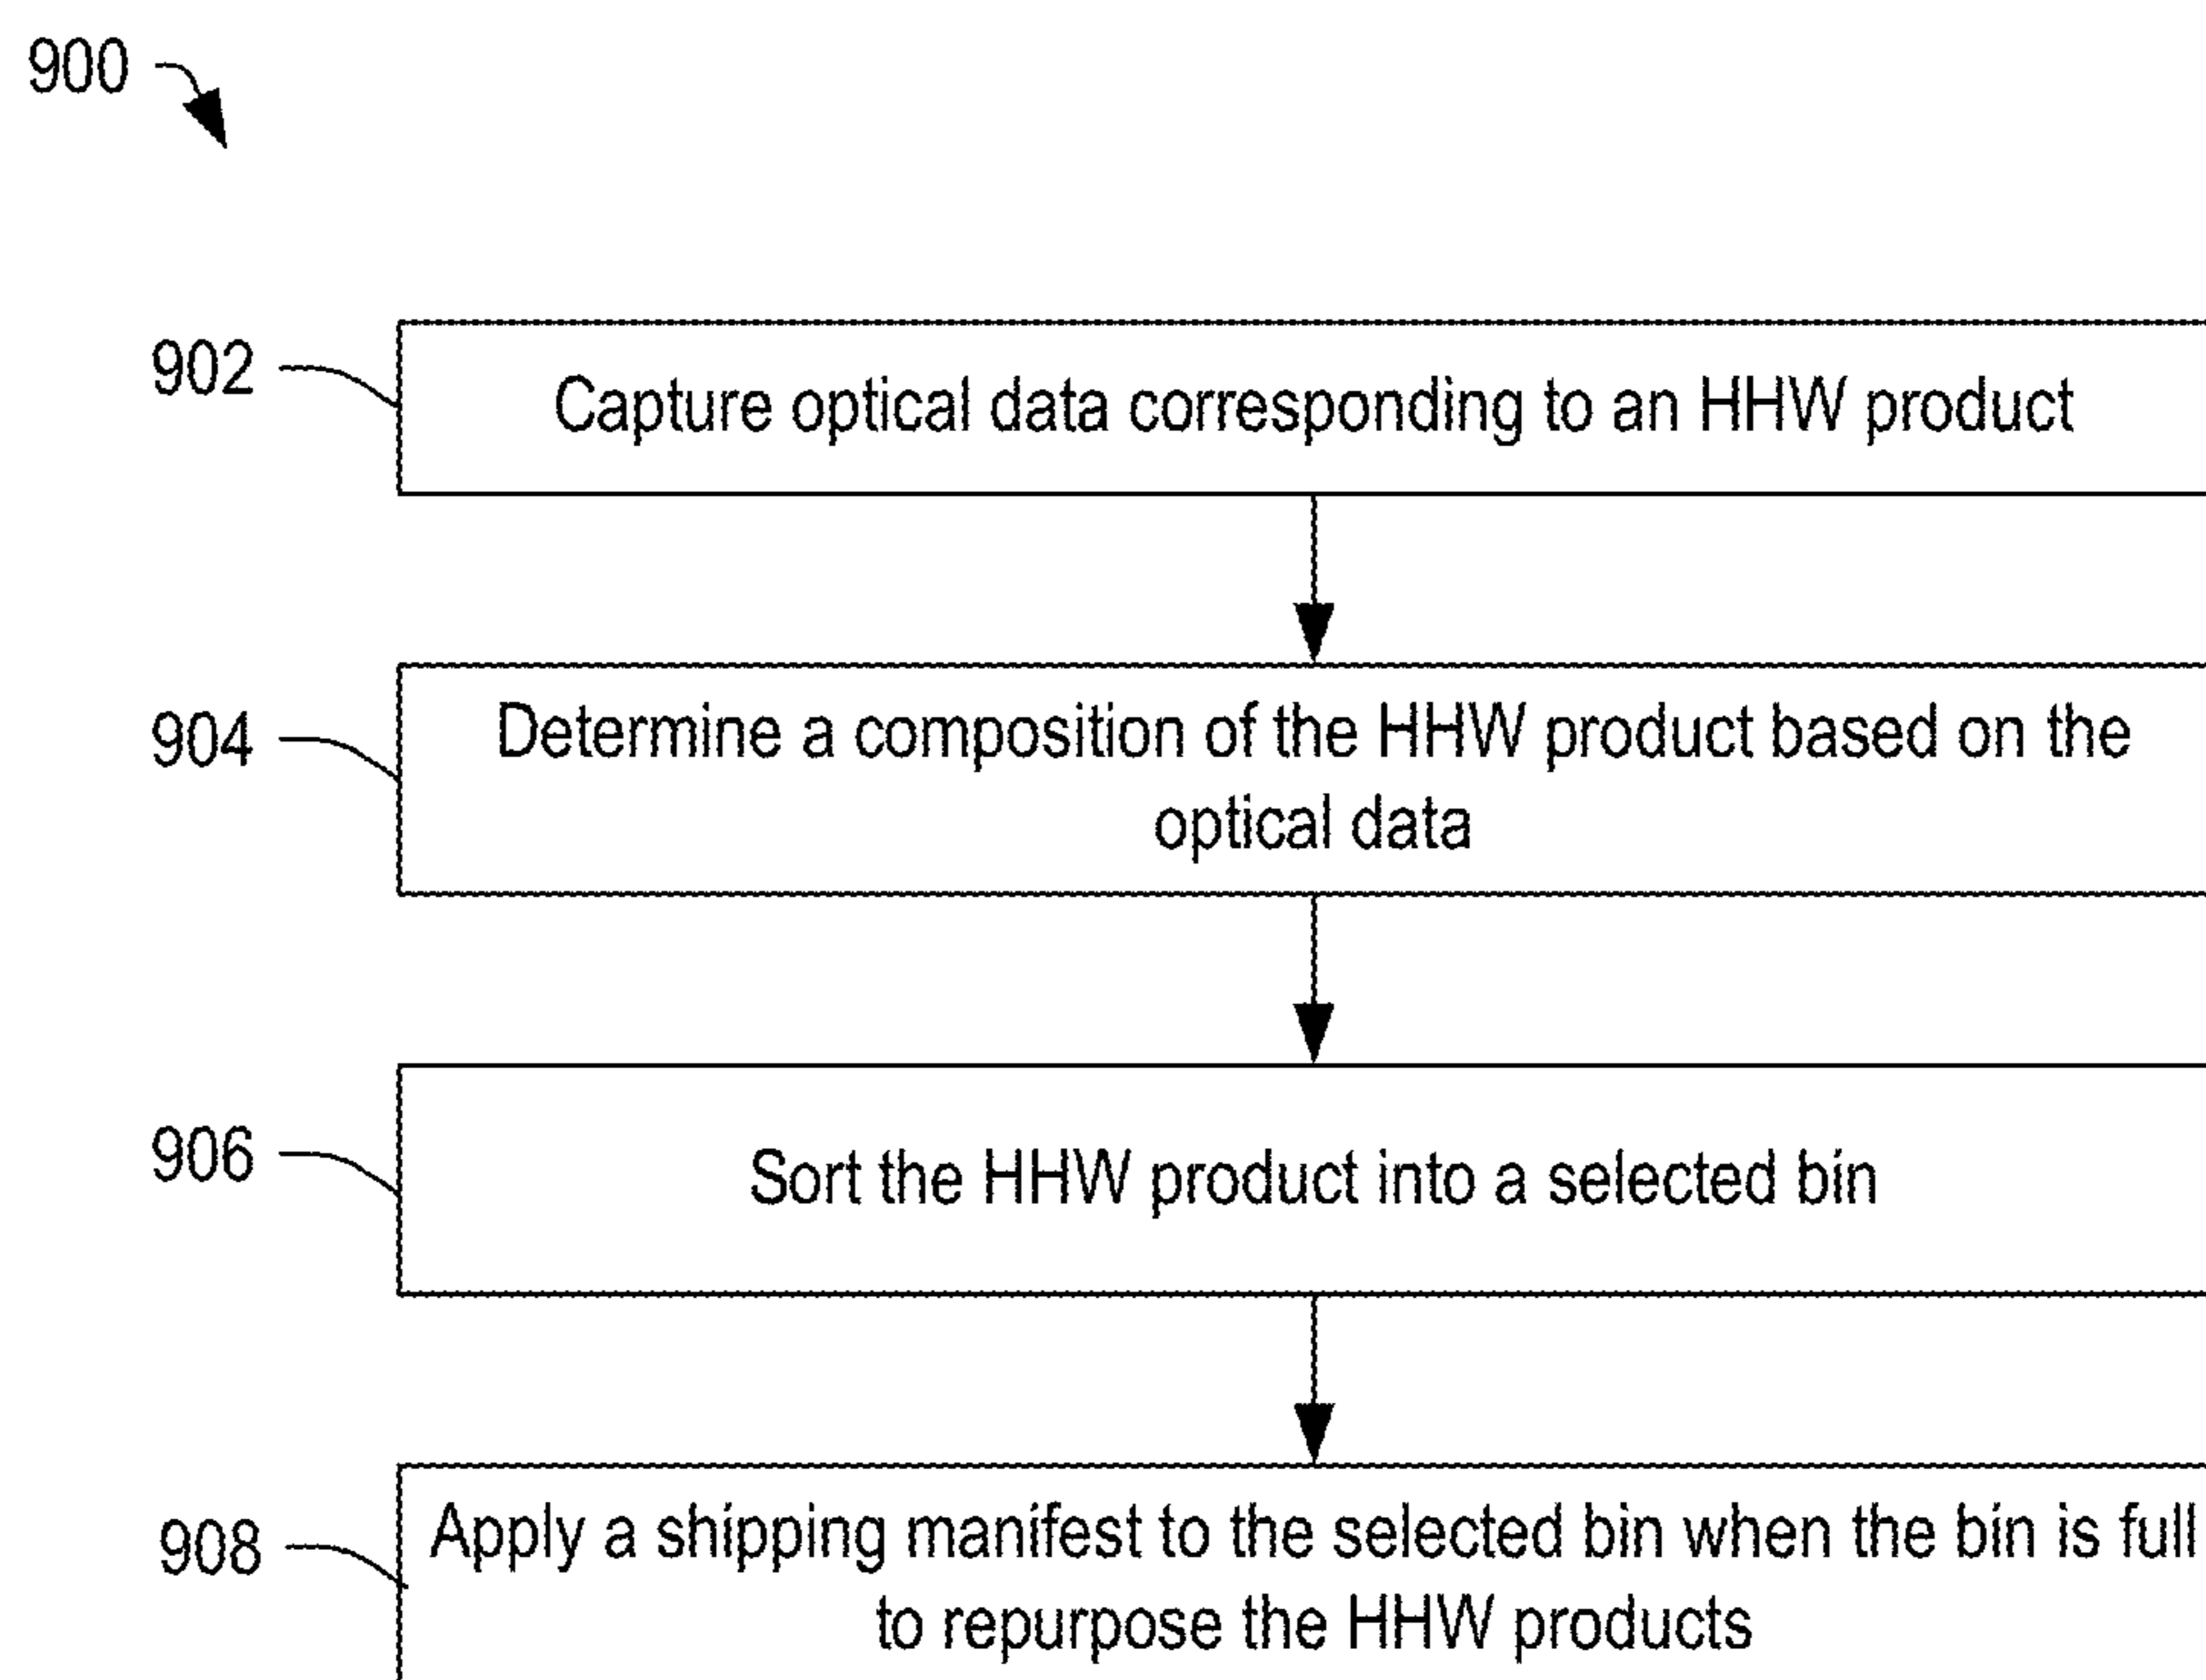 900
902
Capture optical data corresponding to an HHW product
904
Determine a composition of the HHW product based on the
optical data
906
Sort the HHW product into a selected bin
908
Apply a shipping manifest to the selected bin when the bin is full
to repurpose the HHW products